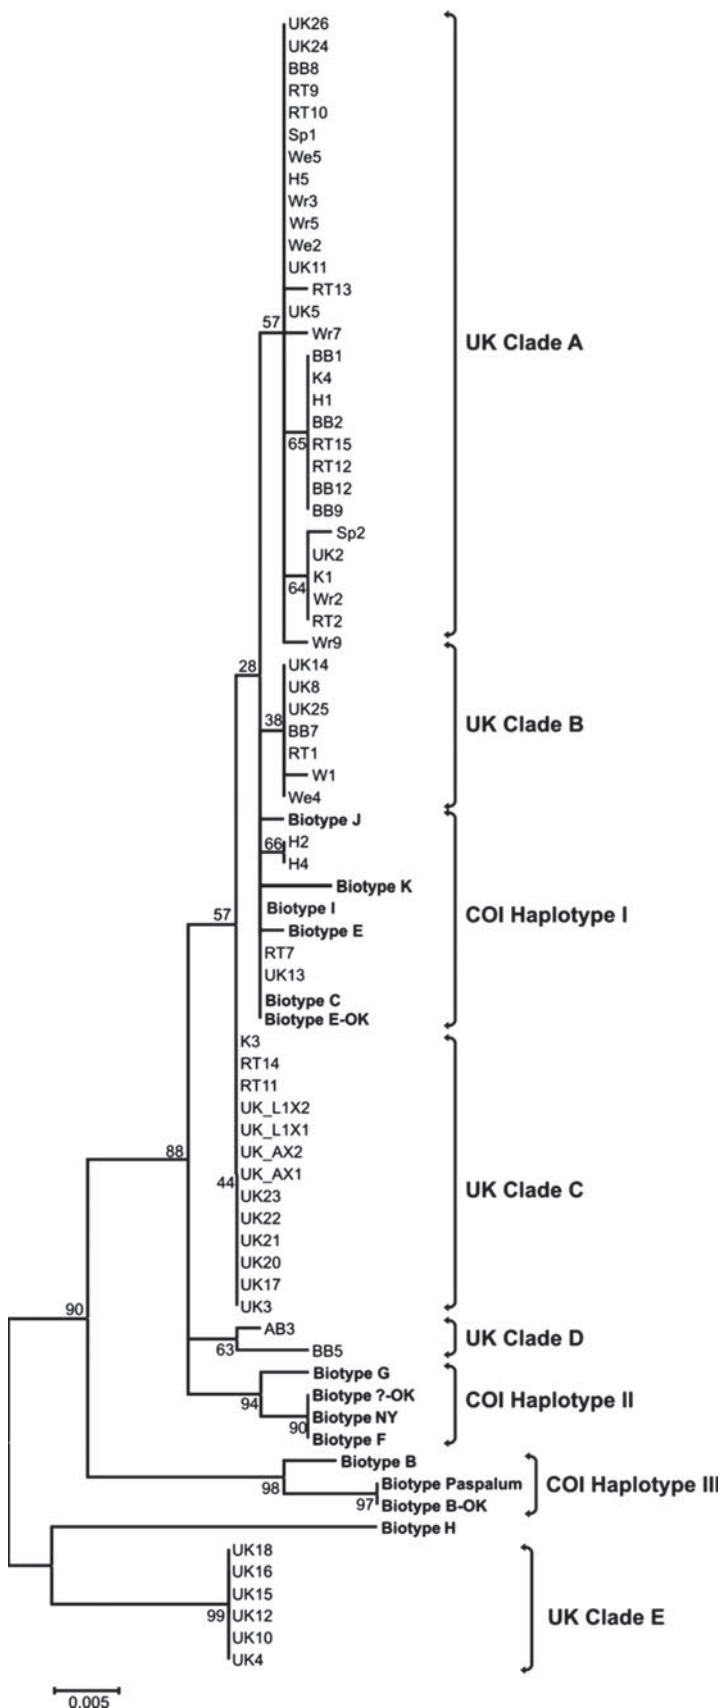 UK26
UK24
BB8
RT9
RT10
Sp1
We5
H5
Wr3
Wr5
We2
UK11
RT13
UK5
57
Wr7
UK Clade A
BB1
K4
H1
BB2
65
RT15
RT12
BB12
BB9
Sp2
UK2
64
K1
Wr2
RT2
Wr9
28
UK14
UK8
UK25
38
BB7
UK Clade B
RT1
W1
We4
Biotype J
66
H2
H4
Biotype K
57
Biotype I
COI Haplotype I
Biotype E
RT7
UK13
Biotype C
Biotype E-OK
K3
RT14
RT11
UK_L1X2
UK_L1X1
88
UK_AX2
UK_AX1
44
UK23
UK Clade C
UK22
UK21
UK20
UK17
90
UK3
AB3
UK Clade D
63
BB5
Biotype G
94
Biotype ?-OK
COI Haplotype II
Biotype NY
90
Biotype F
Biotype B
98
Biotype Paspalum
COI Haplotype III
97
Biotype B-OK
Biotype H
UK18
UK16
UK15
99
UK12
UK Clade E
UK10
UK4
0.005